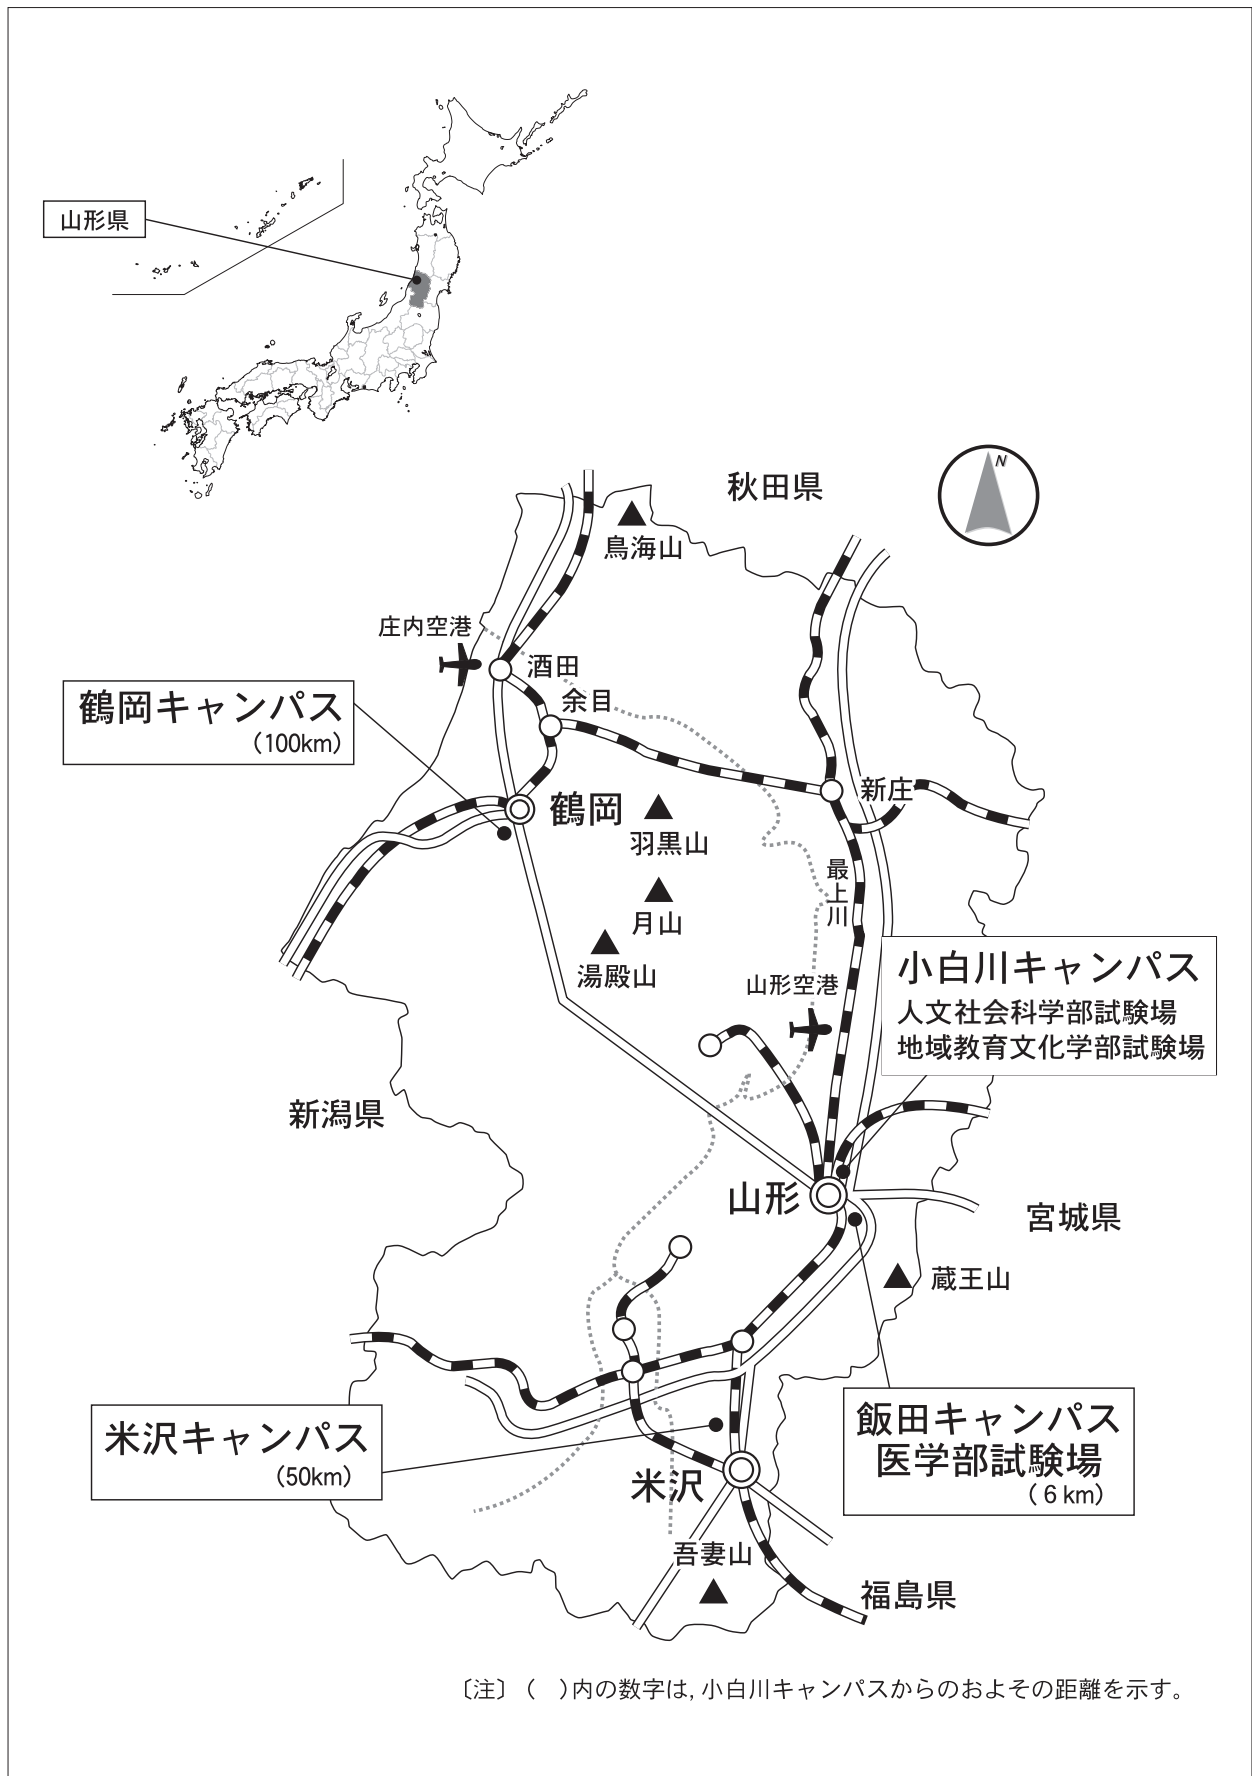 山形県
N
秋田県
鳥海山
庄内空港
酒田
余目
鶴岡キャンパス
(100km)
新庄
鶴岡
羽黒山
最上川
月山
湯殿山
山形空港
小白川キャンパス
人文社会科学部試験場
地域教育文化学部試験場
新潟県
山形
宮城県
蔵王山
米沢キャンパス
(50km)
飯田キャンパス
医学部試験場
(6km)
米沢
吾妻山
福島県
〔注〕 (　)内の数字は, 小白川キャンパスからのおよその距離を示す。